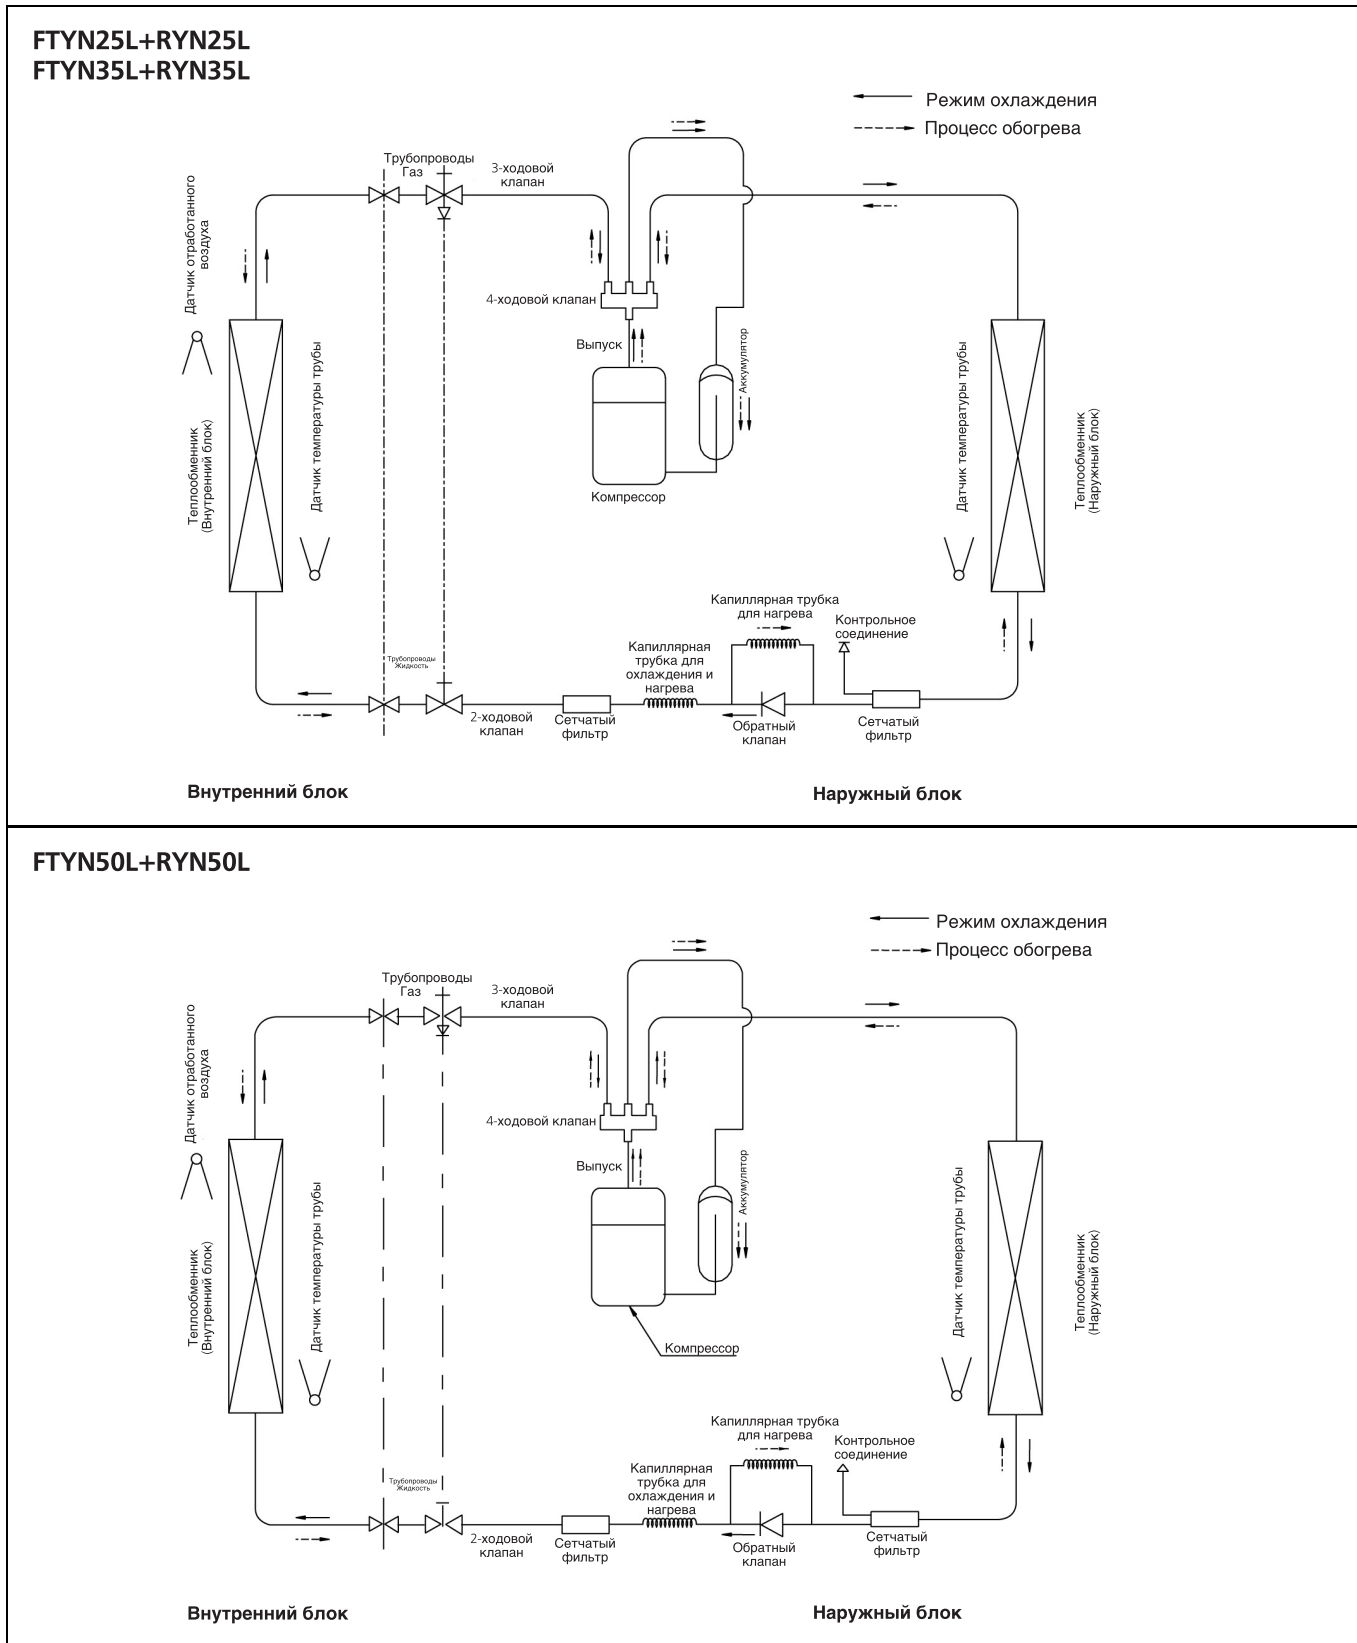 FTYN25L+RYN25L
FTYN35L+RYN35L
Режим охлаждения
Процесс обогрева
Трубопроводы
Газ
3-ходовой
клапан
Датчик отработанного
воздуха
4-ходовой клапан
Выпуск
Аккумулятор
Компрессор
Теплообменник
(Внутренний блок)
Датчик температуры трубы
Датчик температуры трубы
Теплообменник
(Наружный блок)
Капиллярная трубка
для нагрева
Контрольное
соединение
Капиллярная
трубка для
охлаждения и
нагрева
Трубопроводы
Жидкость
2-ходовой
клапан
Сетчатый
фильтр
Обратный
клапан
Сетчатый
фильтр
Внутренний блок
Наружный блок
FTYN50L+RYN50L
Режим охлаждения
Процесс обогрева
Трубопроводы
Газ
3-ходовой
клапан
Датчик отработанного
воздуха
4-ходовой клапан
Выпуск
Аккумулятор
Компрессор
Теплообменник
(Внутренний блок)
Датчик температуры трубы
Датчик температуры трубы
Теплообменник
(Наружный блок)
Капиллярная трубка
для нагрева
Контрольное
соединение
Капиллярная
трубка для
охлаждения и
нагрева
Трубопроводы
Жидкость
2-ходовой
клапан
Сетчатый
фильтр
Обратный
клапан
Сетчатый
фильтр
Внутренний блок
Наружный блок